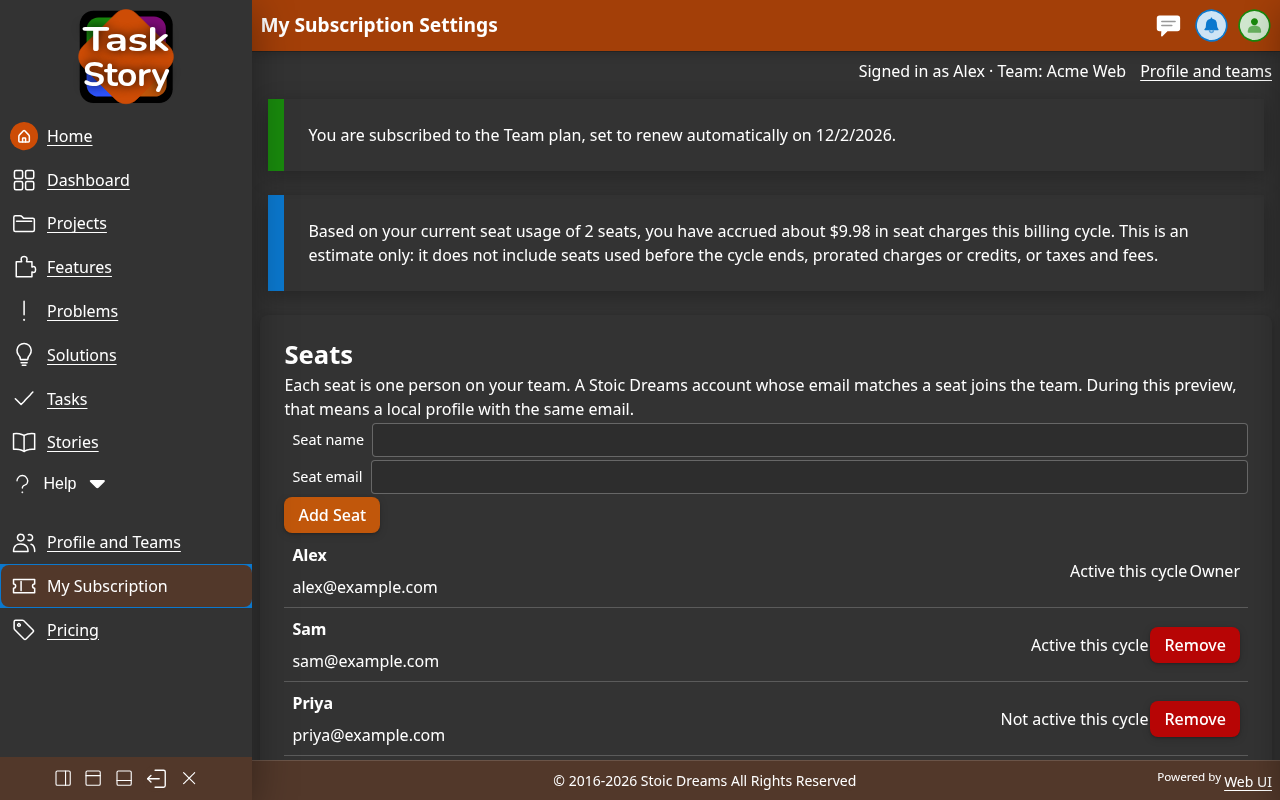 Task
Story
Home
Dashboard
Projects
Features
Problems
Solutions
Tasks
Stories
Help
Profile and Teams
My Subscription
Pricing
My Subscription Settings
Signed in as Alex · Team: Acme Web Profile and teams
You are subscribed to the Team plan, set to renew automatically on 12/2/2026.
Based on your current seat usage of 2 seats, you have accrued about $9.98 in seat charges this billing cycle. This is an
estimate only: it does not include seats used before the cycle ends, prorated charges or credits, or taxes and fees.
Seats
Each seat is one person on your team. A Stoic Dreams account whose email matches a seat joins the team. During this preview,
that means a local profile with the same email.
Seat name
Seat email
Add Seat
Alex
alex@example.com
Active this cycle Owner
Sam
sam@example.com
Active this cycle Remove
Priya
priya@example.com
Not active this cycle Remove
© 2016-2026 Stoic Dreams All Rights Reserved
Powered by Web UI